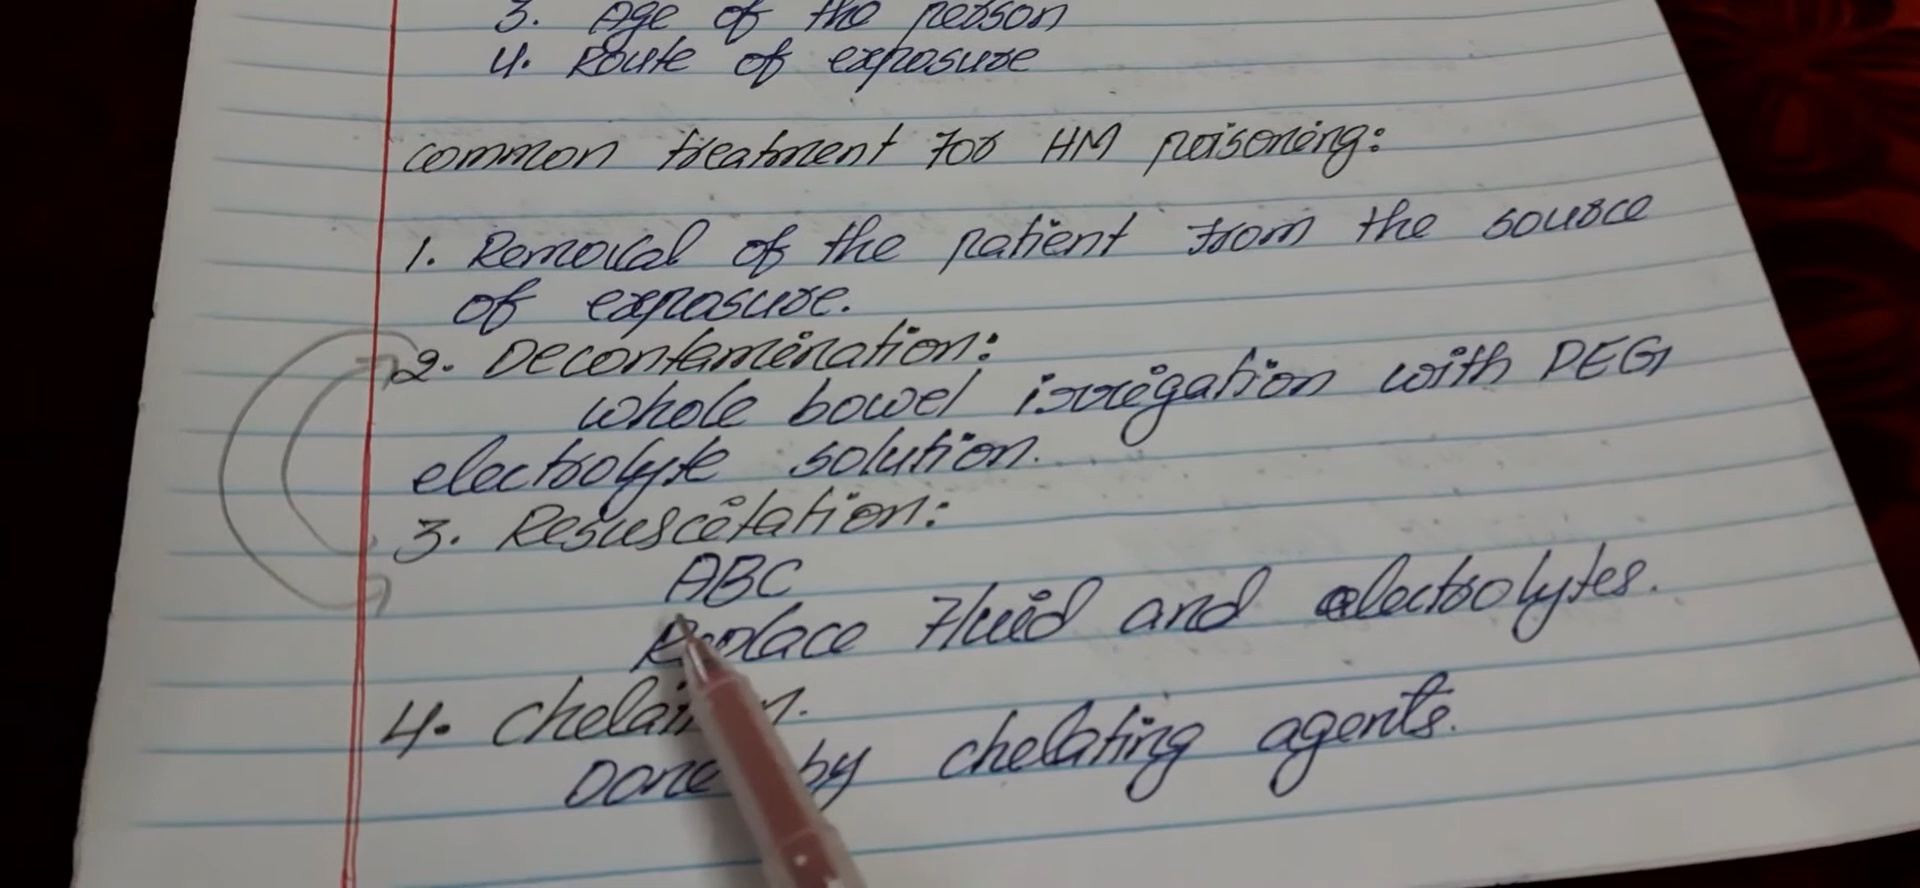 3. Age of the person
4. Route of exposure
common treatment for HM poisoning:
1. Removal of the patient from the source
of exposure.
2. Decontamination:
whole bowel irrigation with PEG
electrolyte solution.
3. Resuscitation:
ABC
Replace Fluid and electrolytes.
4. Chelation.
Done by chelating agents.